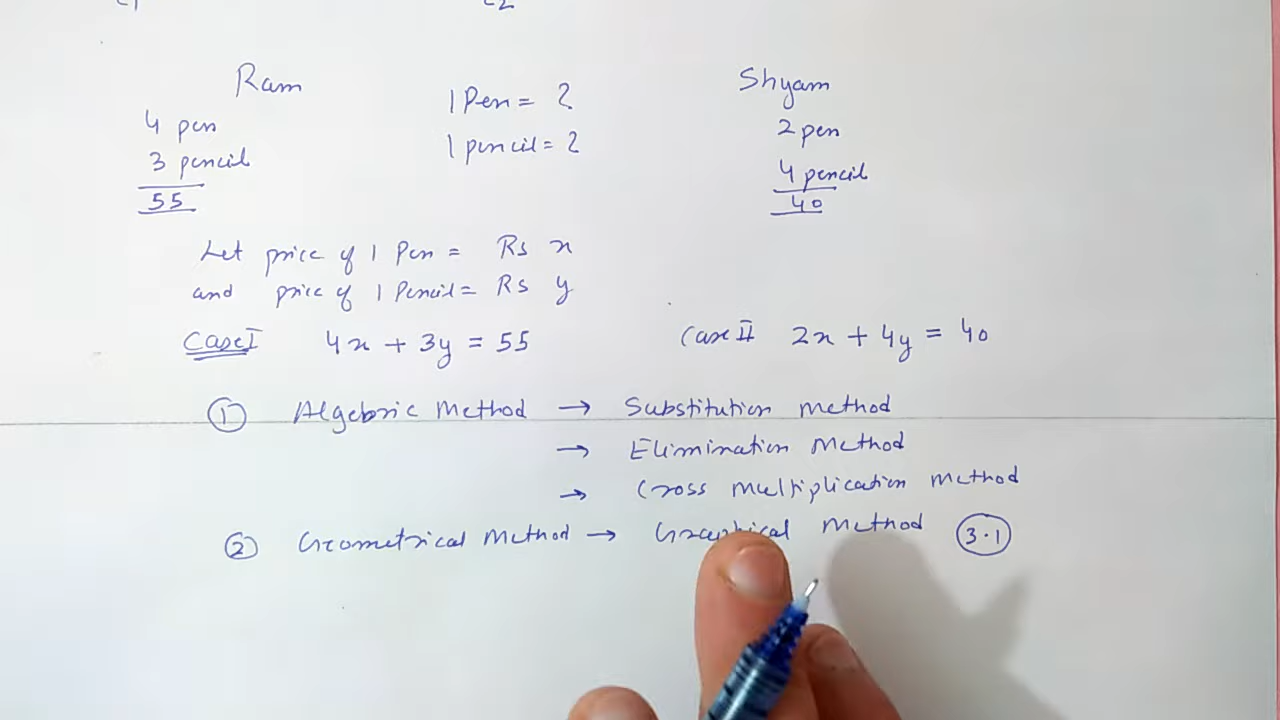 Ram
4 pen
3 pencil
55
1 Pen = 2
1 pencil = 2
Shyam
2 pen
4 pencil
40
Let price of 1 Pen = Rs x
and price of 1 Pencil = Rs y
Case I 4x + 3y = 55
Case II 2x + 4y = 40
① Algebric Method → Substitution Method
→ Elimination Method
→ Cross Multiplication Method
② Geometrical Method → Graphical Method 3.1